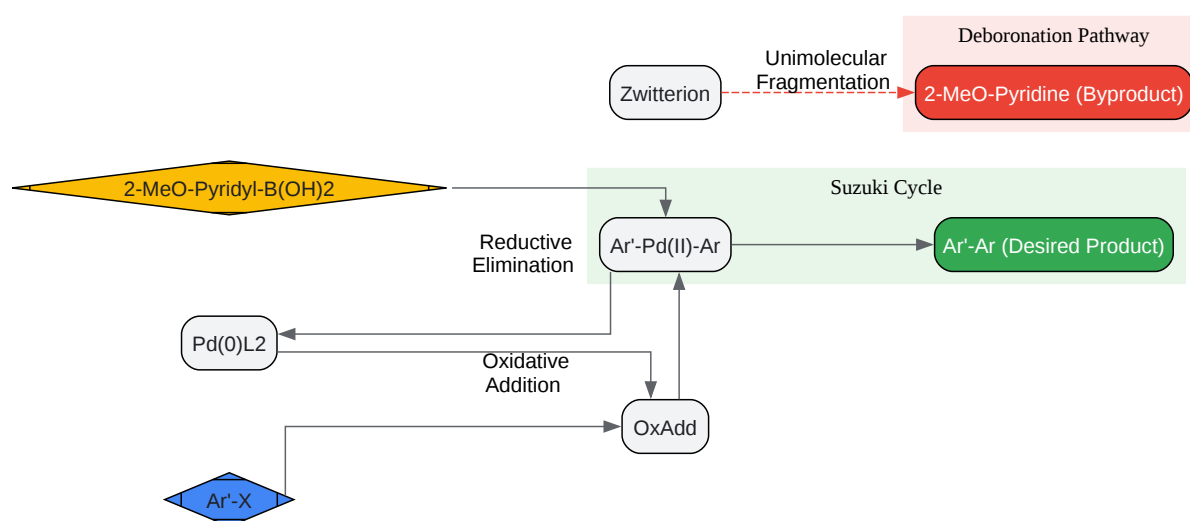 Deboronation Pathway
Unimolecular
Fragmentation
Zwitterion
2-MeO-Pyridine (Byproduct)
2-MeO-Pyridyl-B(OH)2
Suzuki Cycle
Reductive
Elimination
Ar'-Pd(II)-Ar
Ar'-Ar (Desired Product)
Pd(0)L2
Oxidative
Addition
OxAdd
Ar'-X